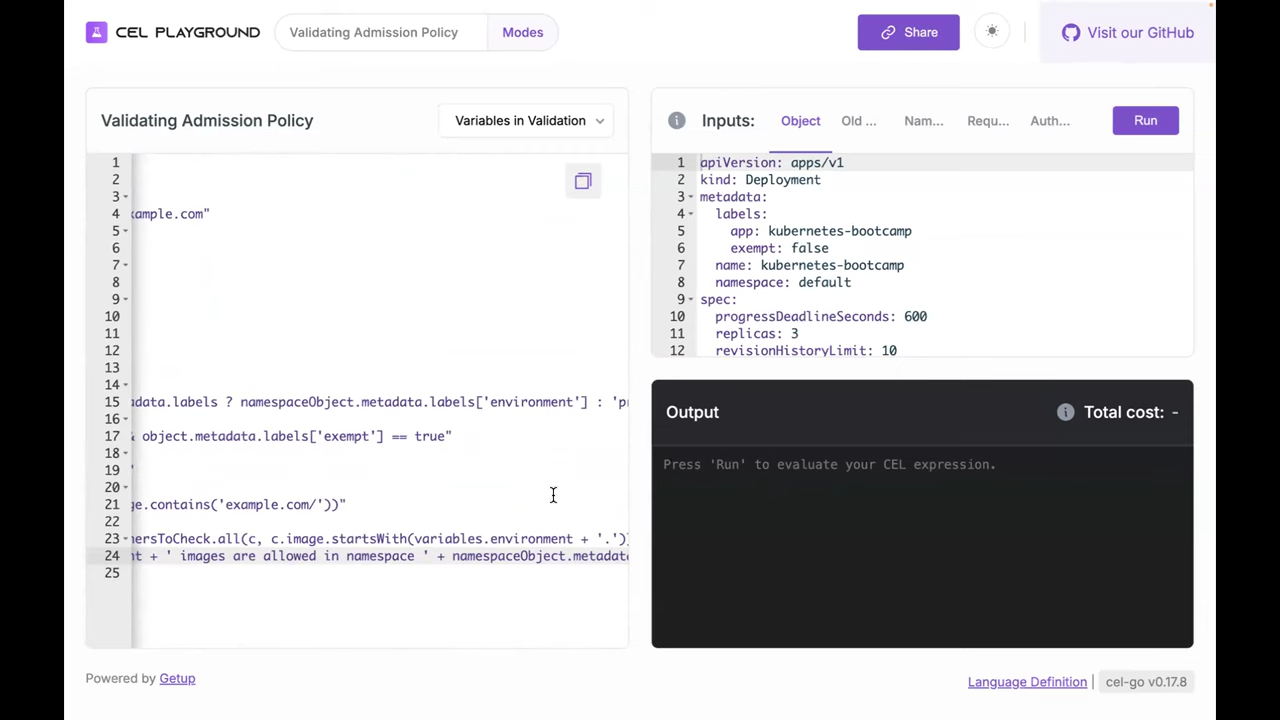 CEL PLAYGROUND
Validating Admission Policy
Modes
Share
Visit our GitHub
Validating Admission Policy
Variables in Validation
1
2
3
4 xample.com"
5
6
7
8
9
10
11
12
13
14
15 adata.labels ? namespaceObject.metadata.labels['environment'] : 'pr
16
17 & object.metadata.labels['exempt'] == true"
18
19 '
20
21 ge.contains('example.com/'))"
22
23 nersToCheck.all(c, c.image.startsWith(variables.environment + '.'))
24 nt + ' images are allowed in namespace ' + namespaceObject.metadata
25
Inputs:
Object
Old ...
Nam...
Requ...
Auth...
Run
1 apiVersion: apps/v1
2 kind: Deployment
3 metadata:
4 labels:
5 app: kubernetes-bootcamp
6 exempt: false
7 name: kubernetes-bootcamp
8 namespace: default
9 spec:
10 progressDeadlineSeconds: 600
11 replicas: 3
12 revisionHistoryLimit: 10
Output
Total cost: -
Press 'Run' to evaluate your CEL expression.
Powered by Getup
Language Definition | cel-go v0.17.8